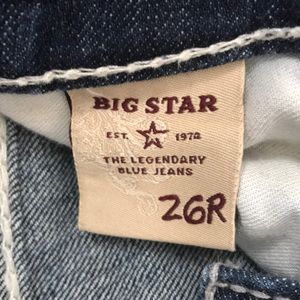 BIG STAR
EST 1974
THE LEGENDARY
BLUE JEANS
26R